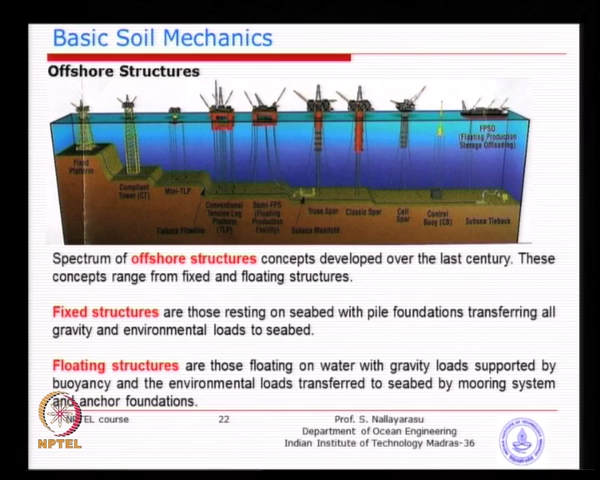 Basic Soil Mechanics
Offshore Structures
FPSO
(Floating Production
Storage Offloading)
Fixed
Platform
Compliant
Tower (CT)
Mini-TLP
Conventional
Tension Leg
Platform
(TLP)
Semi-FPS
(Floating
Production
Facility)
Truss Spar
Classic Spar
Cell
Spar
Control
Buoy (CB)
Subsea Tieback
Subsea Manifold
Spectrum of offshore structures concepts developed over the last century. These
concepts range from fixed and floating structures.
Fixed structures are those resting on seabed with pile foundations transferring all
gravity and environmental loads to seabed.
Floating structures are those floating on water with gravity loads supported by
buoyancy and the environmental loads transferred to seabed by mooring system
and anchor foundations.
NPTEL course
22
Prof. S. Nallayarasu
Department of Ocean Engineering
Indian Institute of Technology Madras-36
NPTEL